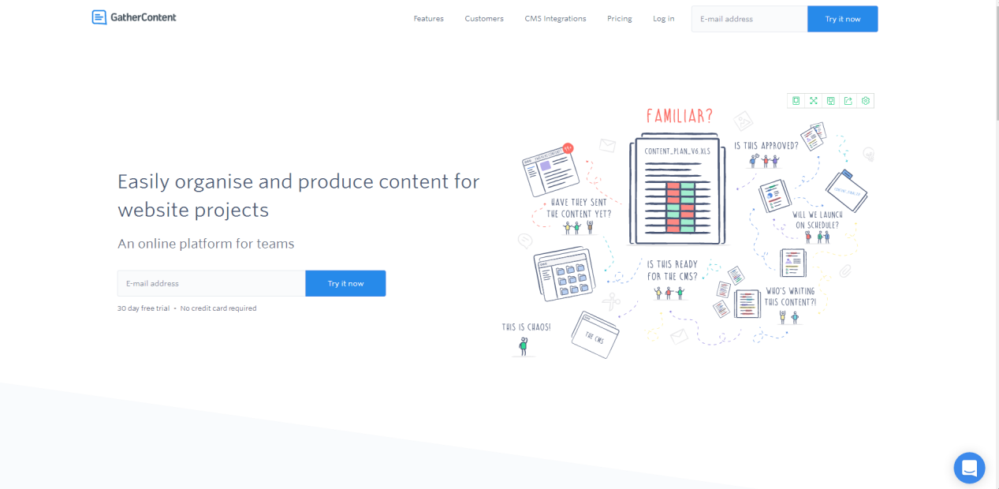 GatherContent
Features
Customers
CMS Integrations
Pricing
Log in
E-mail address
Try it now
Easily organise and produce content for
website projects
An online platform for teams
E-mail address
Try it now
30 day free trial • No credit card required
FAMILIAR?
99+
CONTENT_PLAN_V6.XLS
IS THIS APPROVED?
HAVE THEY SENT
THE CONTENT YET?
WILL WE LAUNCH
ON SCHEDULE?
IS THIS READY
FOR THE CMS?
WHO'S WRITING
THIS CONTENT?!
THIS IS CHAOS!
THE CMS